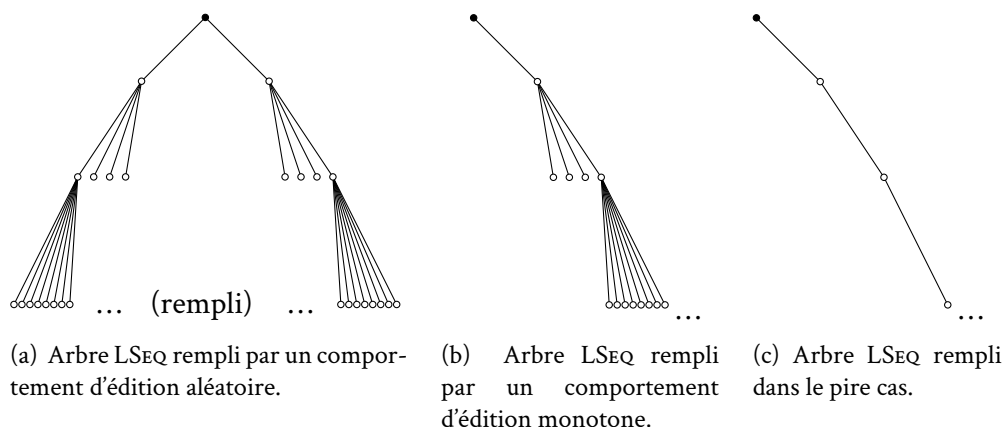 ... (rempli) ...
...
...
(a) Arbre LSEQ rempli par un compor-
tement d'édition aléatoire.
(b) Arbre LSEQ rempli
par un comportement
d'édition monotone.
(c) Arbre LSEQ rempli
dans le pire cas.